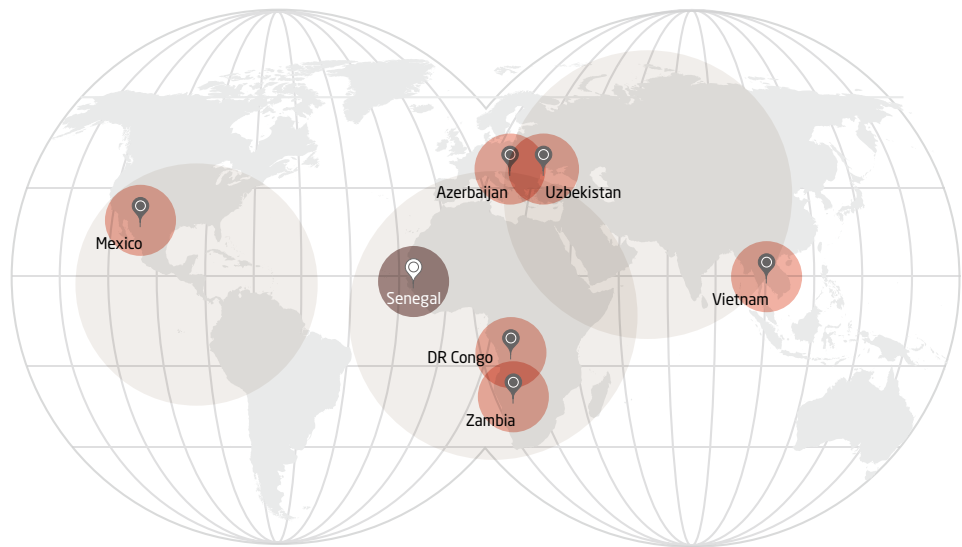 Azerbaijan
Uzbekistan
Mexico
Senegal
Vietnam
DR Congo
Zambia